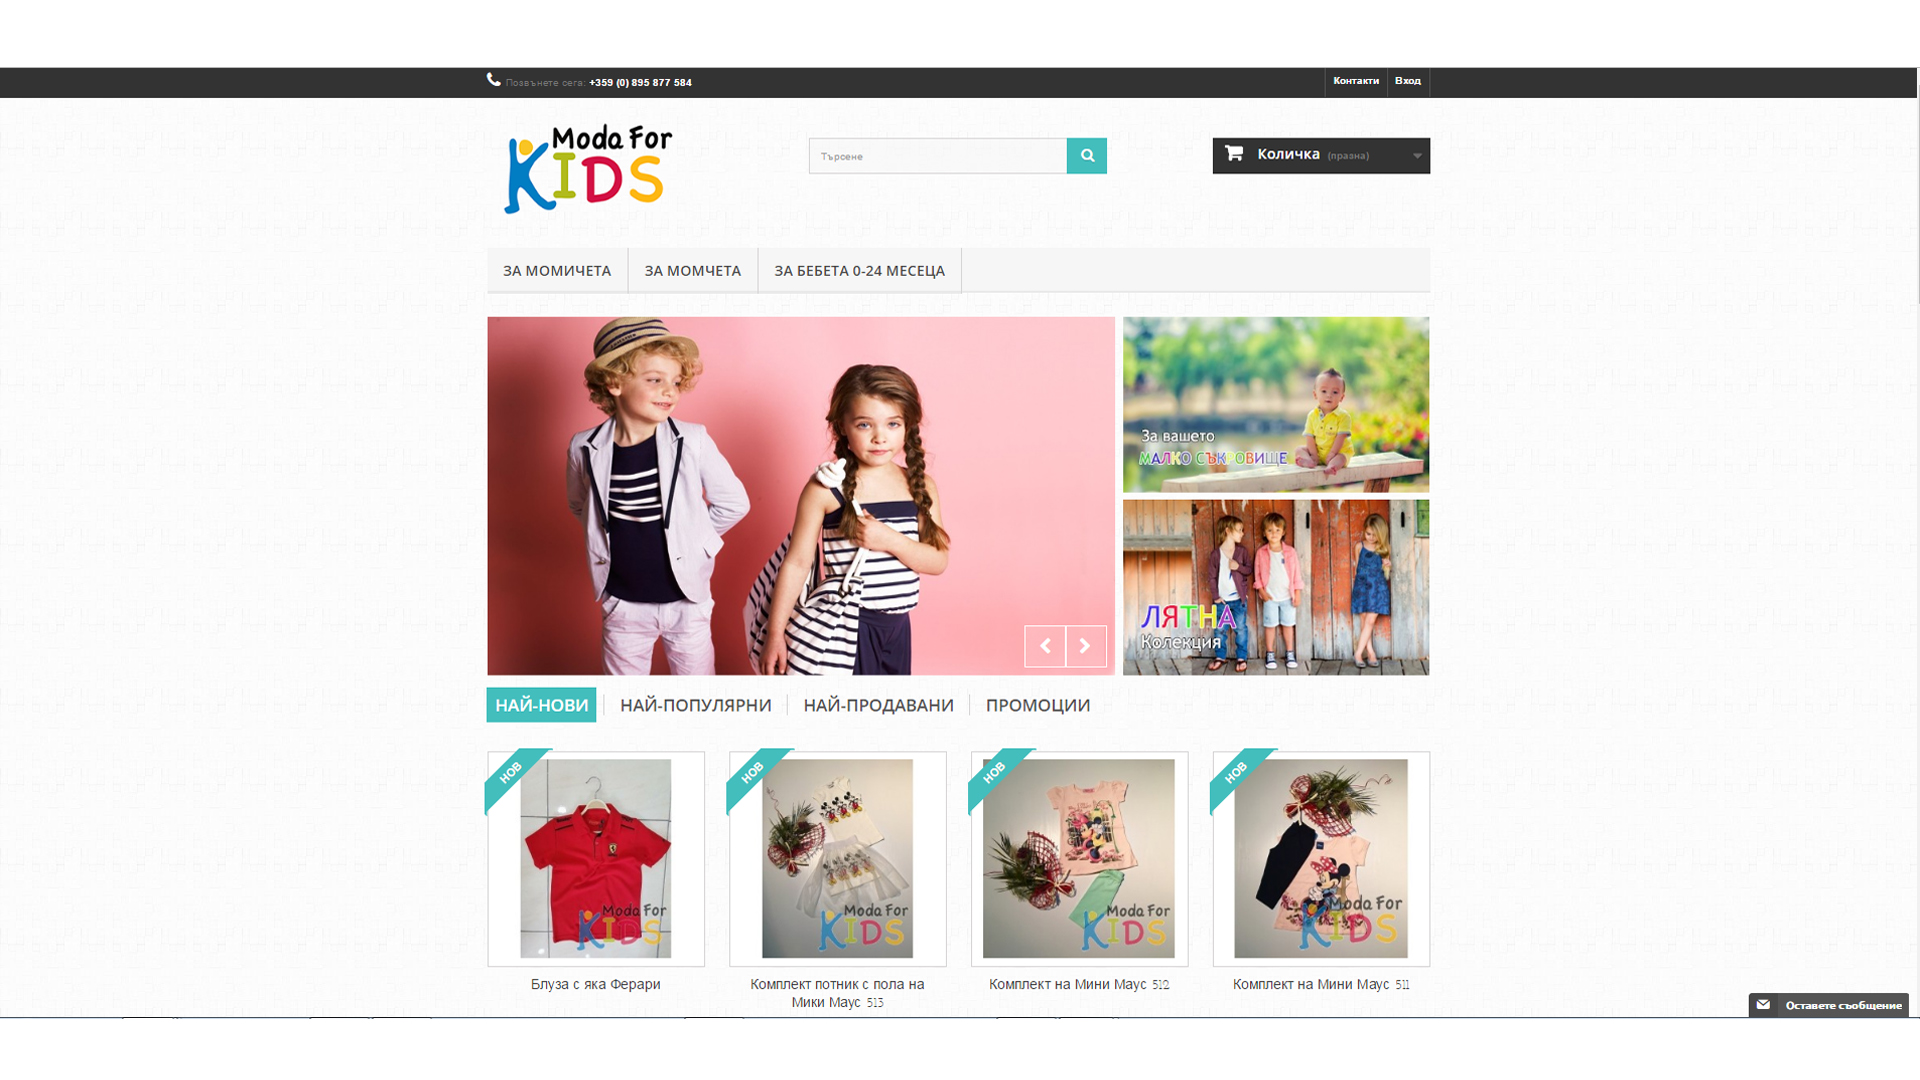 Позвънете сега: +359 (0) 895 877 584
Контакти
Вход
Moda For
KIDS
Търсене
Количка (празна)
ЗА МОМИЧЕТА
ЗА МОМЧЕТА
ЗА БЕБЕТА 0-24 МЕСЕЦА
За вашето
МАЛКО СЪКРОВИЩЕ
ЛЯТНА
Колекция
НАЙ-НОВИ
НАЙ-ПОПУЛЯРНИ
НАЙ-ПРОДАВАНИ
ПРОМОЦИИ
НОВ
НОВ
НОВ
НОВ
Moda For
KIDS
Moda For
KIDS
Moda For
KIDS
Moda For
KIDS
Блуза с яка Ферари
Комплект потник с пола на
Мики Маус 513
Комплект на Мини Маус 512
Комплект на Мини Маус 511
Оставете съобщение